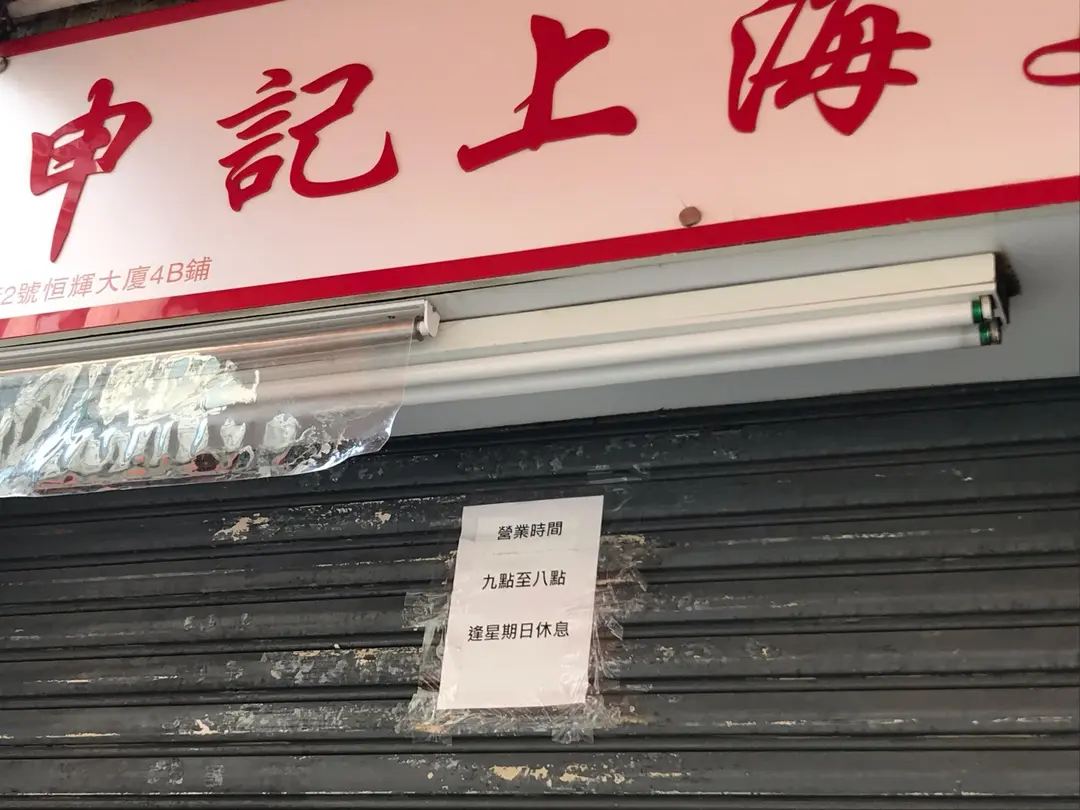 申記上海
2號恒輝大廈4B鋪
營業時間
九點至八點
逢星期日休息